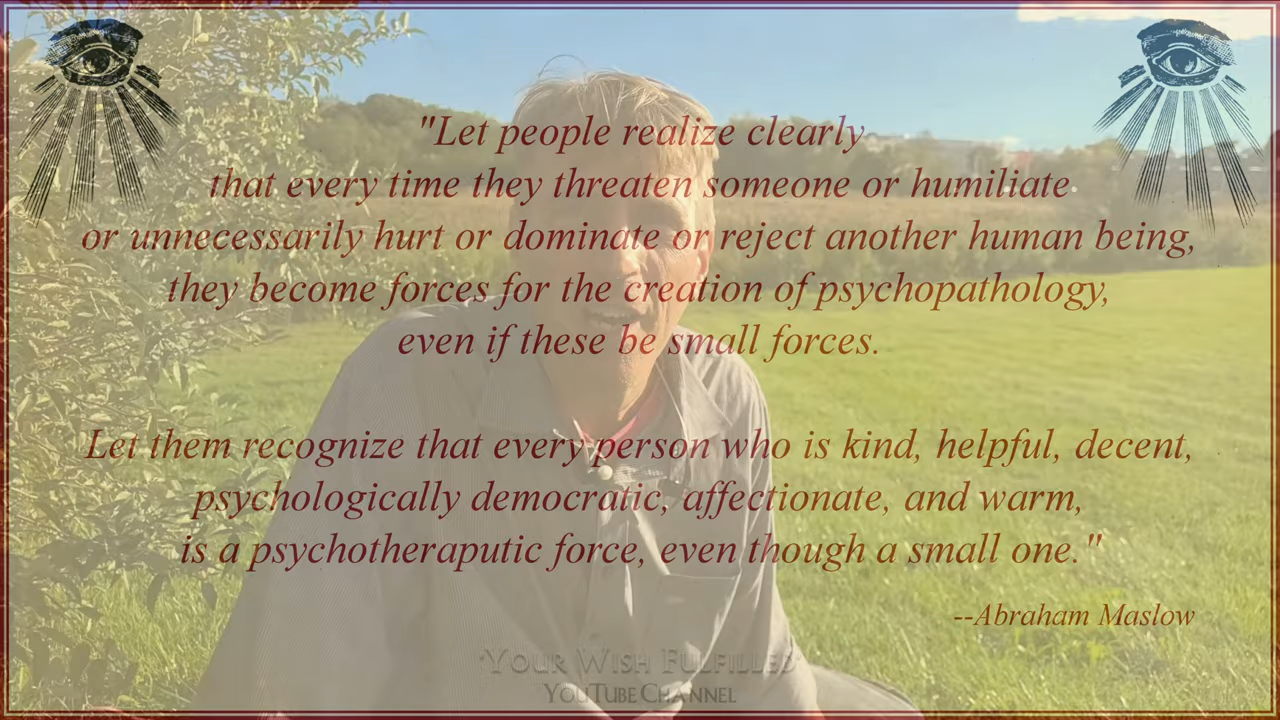 "Let people realize clearly
that every time they threaten someone or humiliate
or unnecessarily hurt or dominate or reject another human being,
they become forces for the creation of psychopathology,
even if these be small forces.
Let them recognize that every person who is kind, helpful, decent,
psychologically democratic, affectionate, and warm,
is a psychotheraputic force, even though a small one."
--Abraham Maslow
"Your Wish Fulfilled"
YouTube Channel